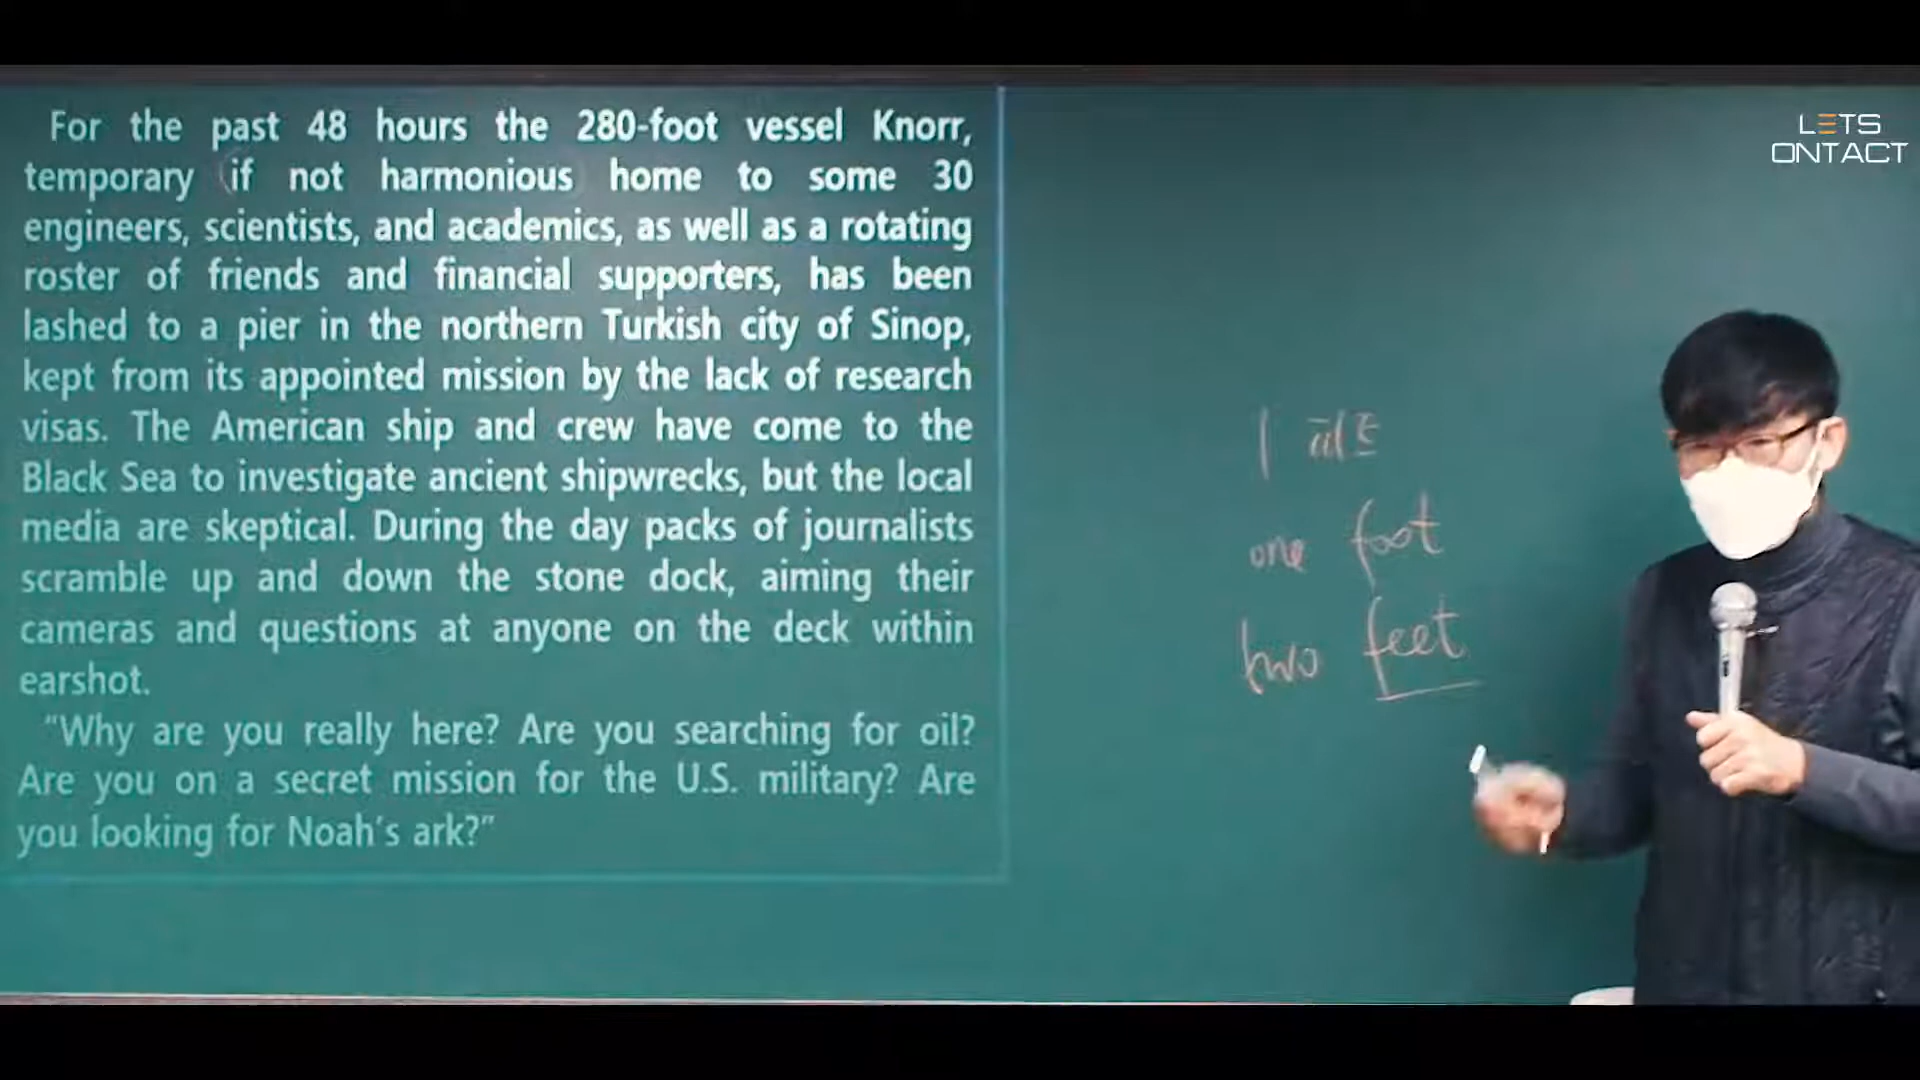 For the past 48 hours the 280-foot vessel Knorr,
temporary (if not harmonious home to some 30
engineers, scientists, and academics, as well as a rotating
roster of friends and financial supporters, has been
lashed to a pier in the northern Turkish city of Sinop,
kept from its appointed mission by the lack of research
visas. The American ship and crew have come to the
Black Sea to investigate ancient shipwrecks, but the local
media are skeptical. During the day packs of journalists
scramble up and down the stone dock, aiming their
cameras and questions at anyone on the deck within
earshot.
“Why are you really here? Are you searching for oil?
Are you on a secret mission for the U.S. military? Are
you looking for Noah's ark?”
LETS
ONTACT
1 피트
one foot
two feet